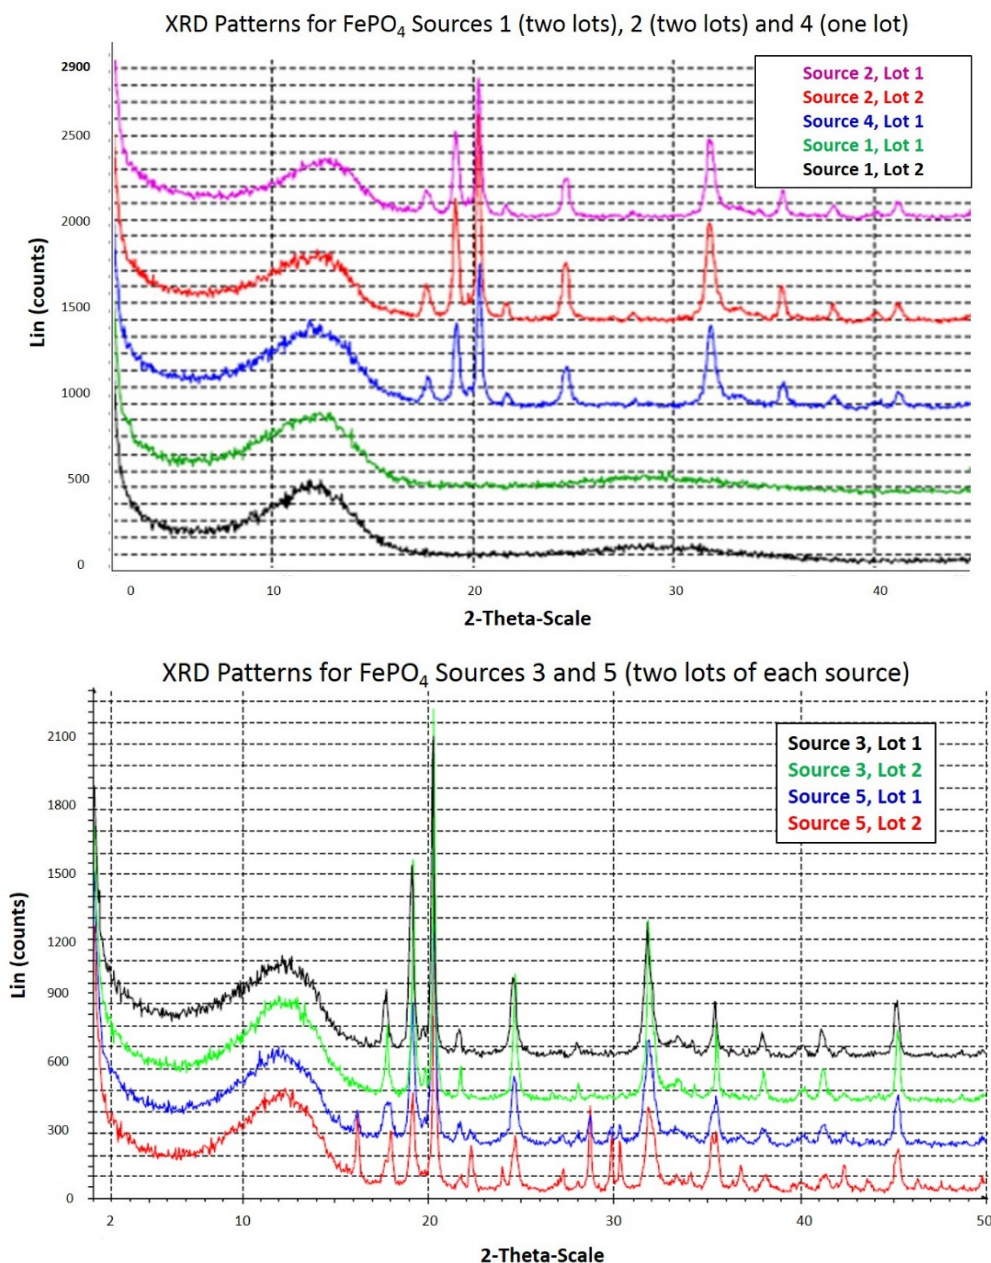 XRD Patterns for FePO₄ Sources 1 (two lots), 2 (two lots) and 4 (one lot)
2900
Source 2, Lot 1
Source 2, Lot 2
2500
Source 4, Lot 1
Source 1, Lot 1
Source 1, Lot 2
2000
1500
Lin (counts)
1000
500
0
0 10 20 30 40
2-Theta-Scale
XRD Patterns for FePO₄ Sources 3 and 5 (two lots of each source)
2100
Source 3, Lot 1
Source 3, Lot 2
Source 5, Lot 1
1800
Source 5, Lot 2
1500
1200
Lin (counts)
900
600
300
0
2 10 20 30 40 50
2-Theta-Scale